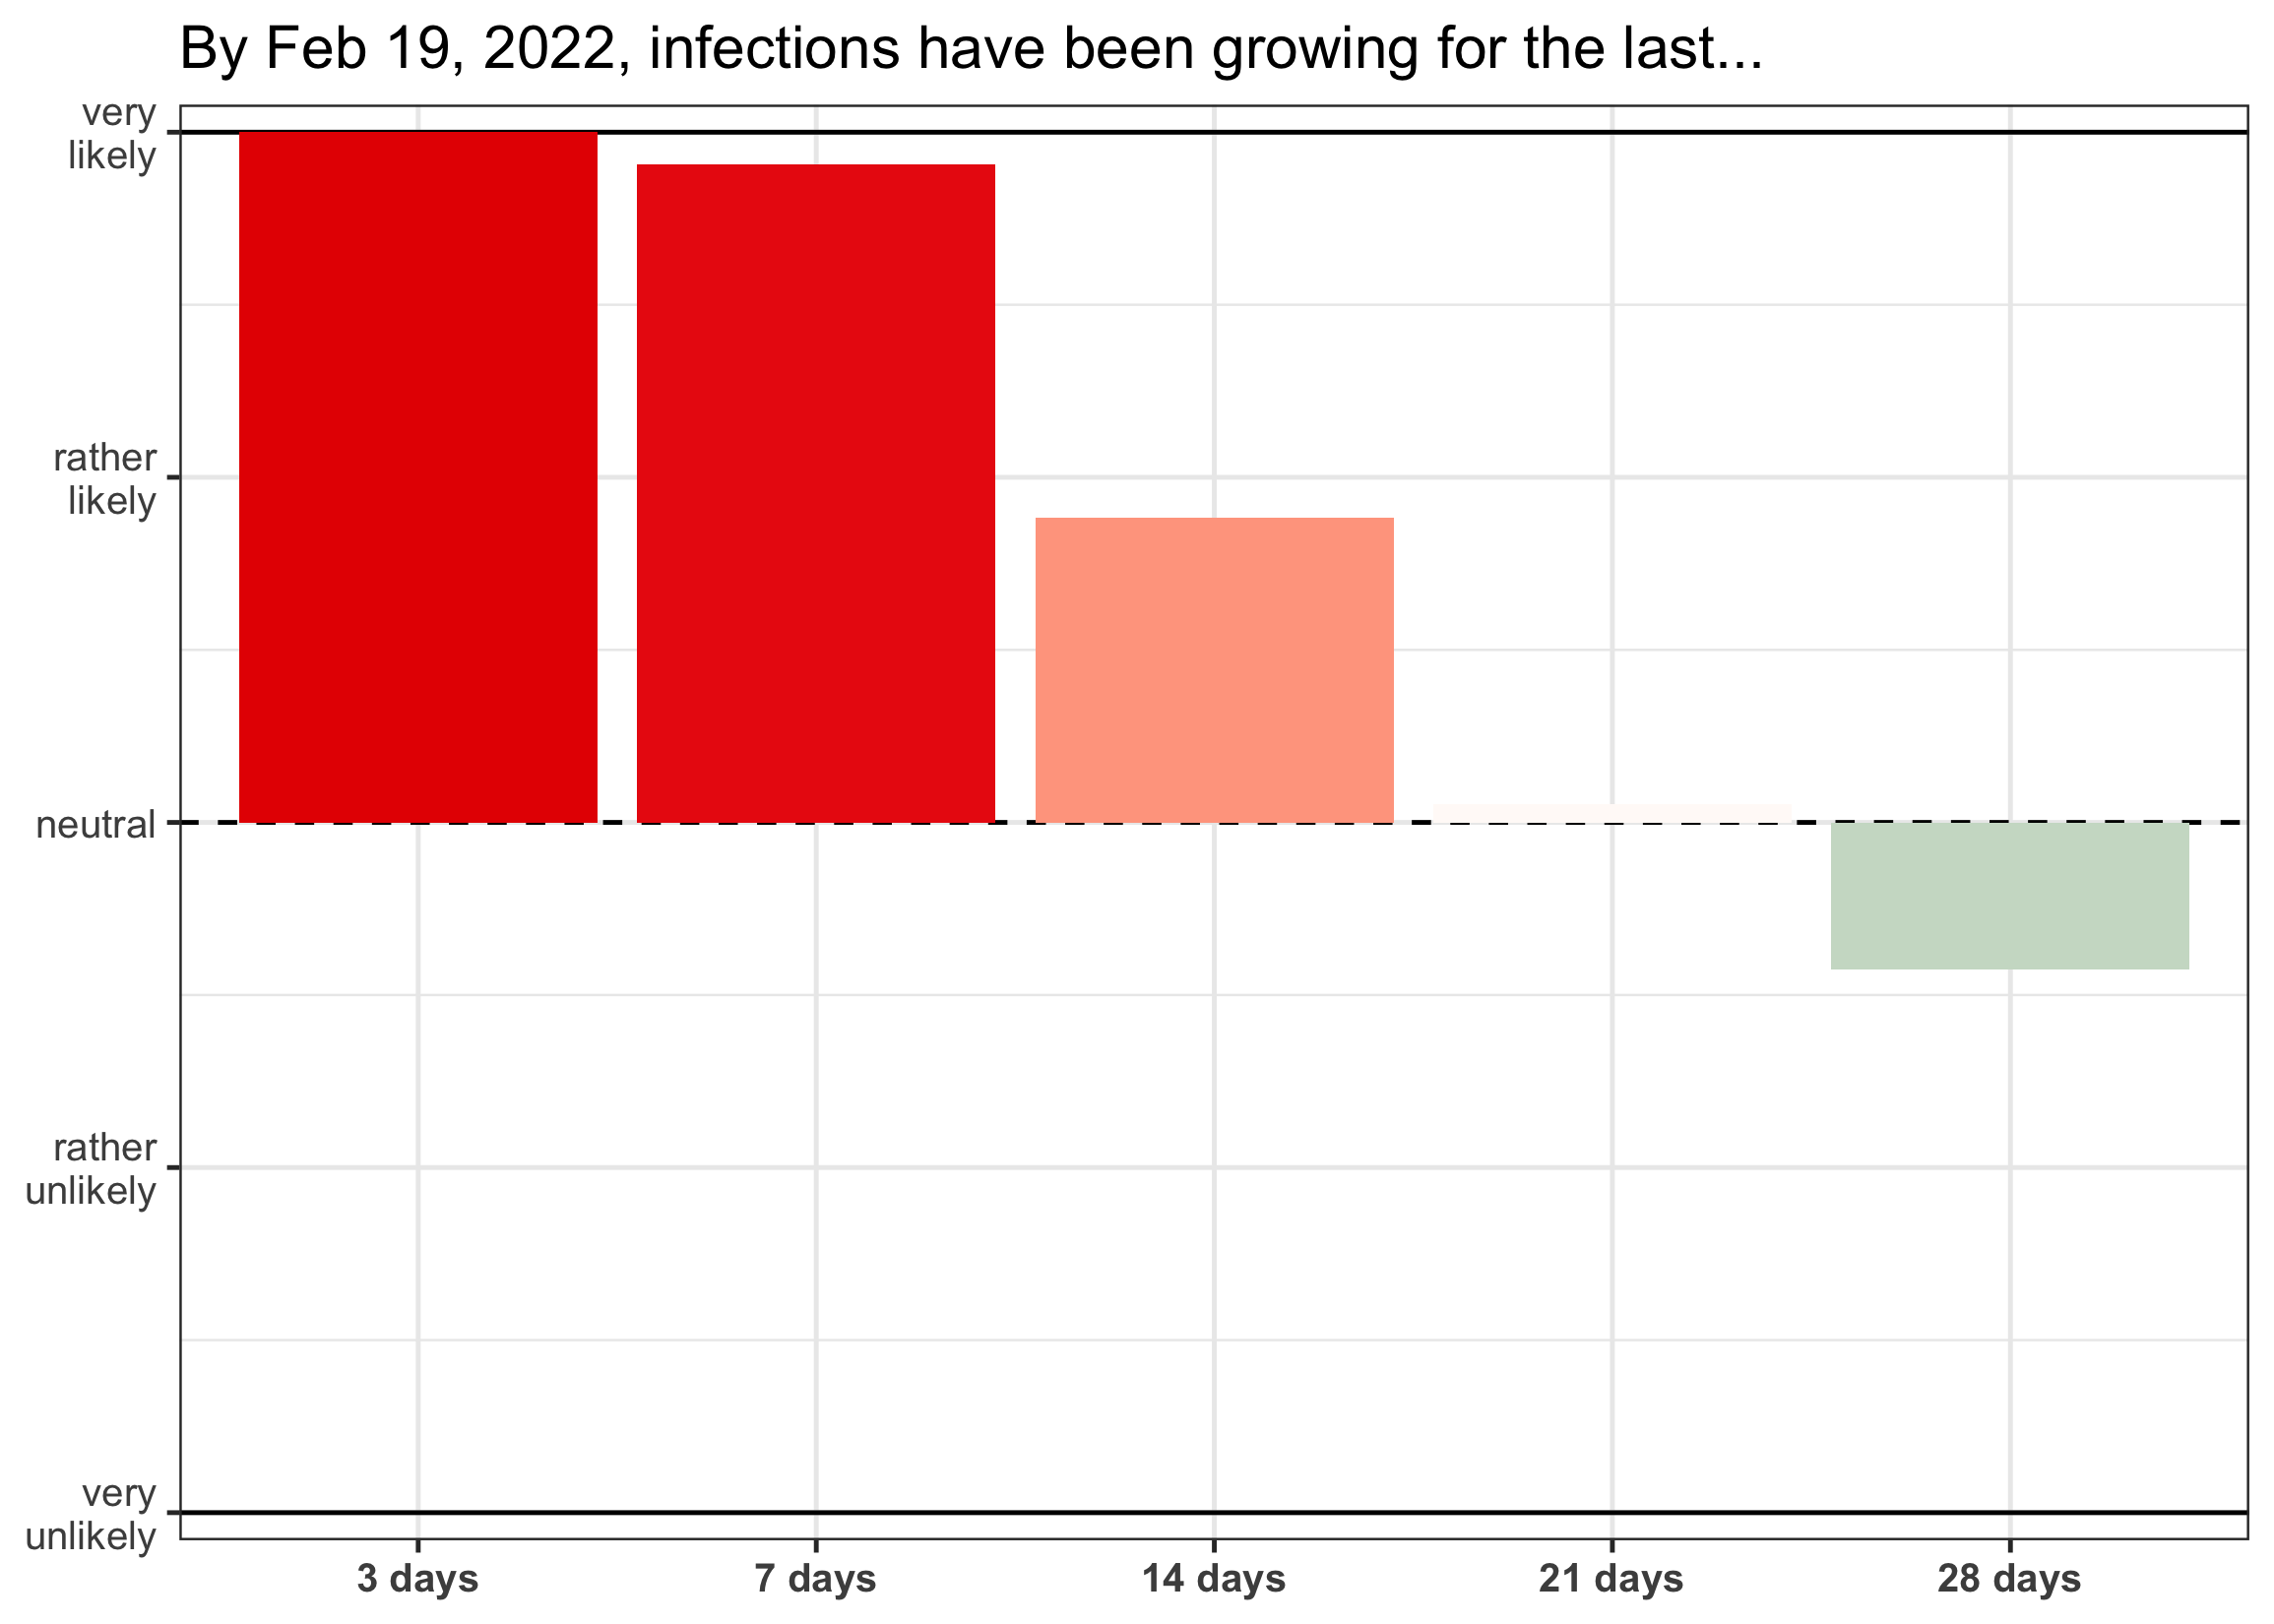 By Feb 19, 2022, infections have been growing for the last...
very
likely
rather
likely
neutral
rather
unlikely
very
unlikely
3 days
7 days
14 days
21 days
28 days